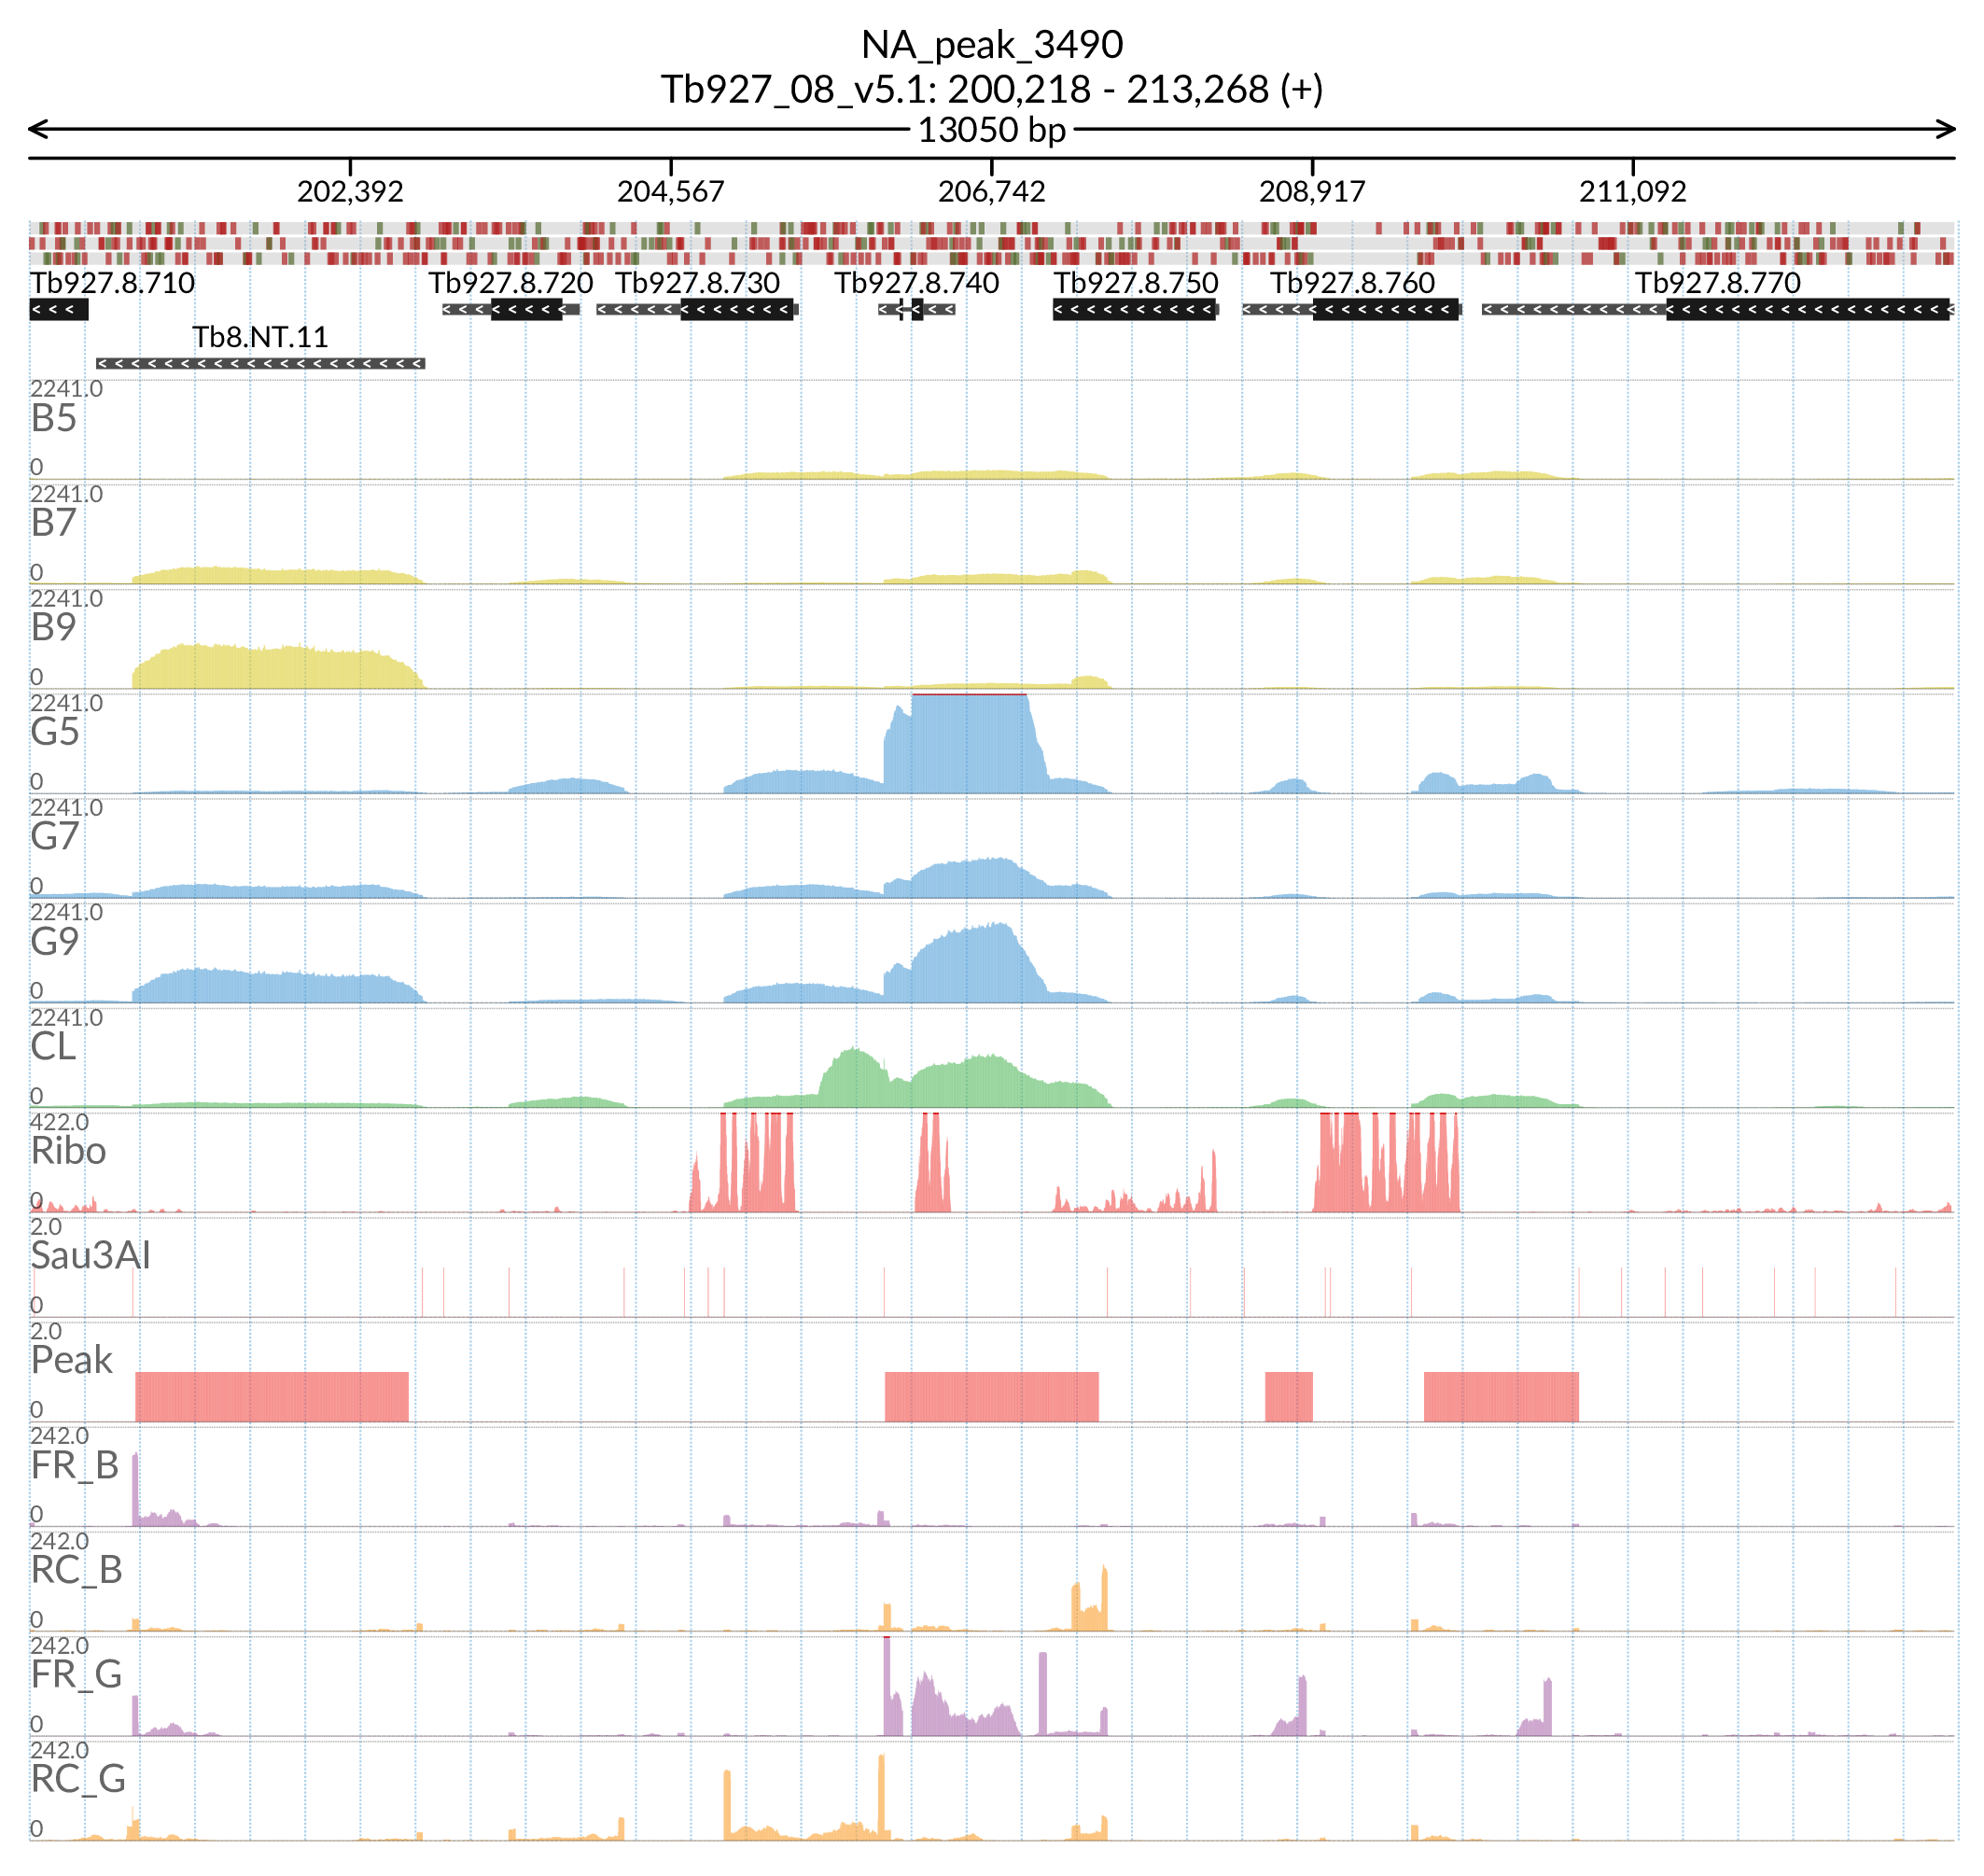 NA_peak_3490
Tb927_08_v5.1: 200,218 - 213,268 (+)
13050 bp
202,392 204,567 206,742 208,917 211,092
Tb927.8.710 Tb927.8.720 Tb927.8.730 Tb927.8.740 Tb927.8.750 Tb927.8.760 Tb927.8.770
Tb8.NT.11
2241.0
B5
0
2241.0
B7
0
2241.0
B9
0
2241.0
G5
0
2241.0
G7
0
2241.0
G9
0
2241.0
CL
0
422.0
Ribo
0
2.0
Sau3AI
0
2.0
Peak
0
242.0
FR_B
0
242.0
RC_B
0
242.0
FR_G
0
242.0
RC_G
0